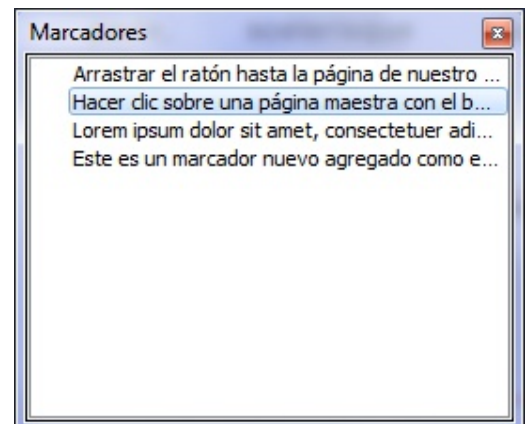 Marcadores
Arrastrar el ratón hasta la página de nuestro ...
Hacer clic sobre una página maestra con el b...
Lorem ipsum dolor sit amet, consectetuer adi...
Este es un marcador nuevo agregado como e...